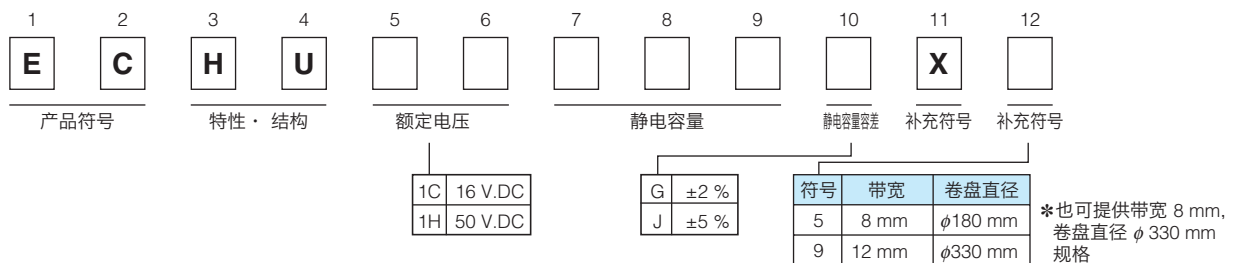 1 2 3 4 5 6 7 8 9 10 11 12
E C H U X
产品符号 特性・ 结构 额定电压 静电容量 静电容量容差 补充符号 补充符号
1C 16 V.DC
1H 50 V.DC
G ±2 %
J ±5 %
符号 带宽 卷盘直径
5 8 mm ϕ180 mm
9 12 mm ϕ330 mm
✻也可提供带宽 8 mm,
卷盘直径 ϕ 330 mm
规格